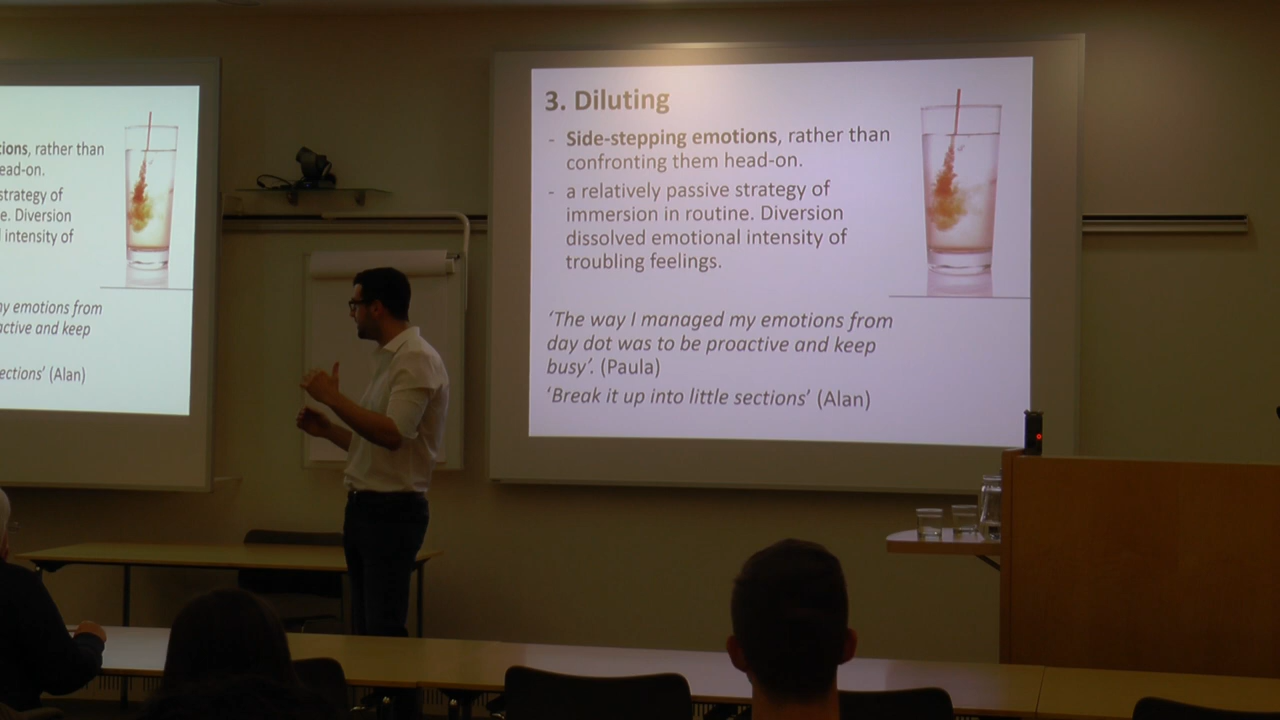 ions, rather than
ead-on.
strategy of
e. Diversion
intensity of
y emotions from
active and keep
ections' (Alan)
3. Diluting
- Side-stepping emotions, rather than
confronting them head-on.
- a relatively passive strategy of
immersion in routine. Diversion
dissolved emotional intensity of
troubling feelings.
'The way I managed my emotions from
day dot was to be proactive and keep
busy'. (Paula)
'Break it up into little sections' (Alan)